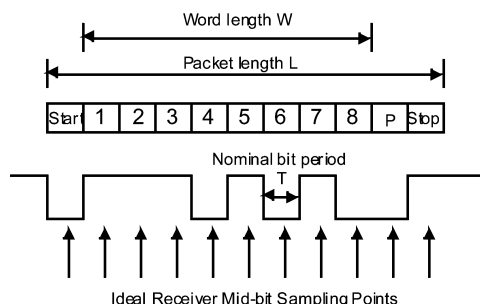 Word length W
Packet length L
Start 1 2 3 4 5 6 7 8 P Stop
Nominal bit period
T
Ideal Receiver Mid-bit Sampling Points